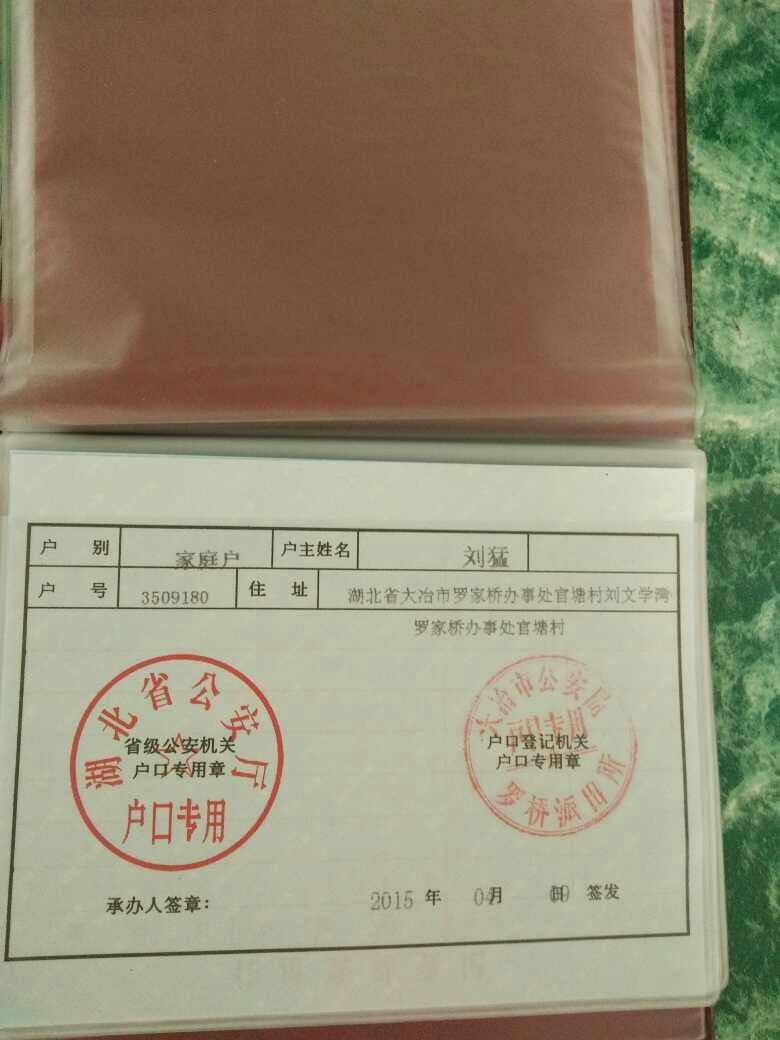 户 别 家庭户 户主姓名 刘猛
户 号 3509180 住 址 湖北省大冶市罗家桥办事处官塘村刘文学湾
罗家桥办事处官塘村
湖北省公安厅
省级公安机关
户口专用章
户口专用
大冶市公安局
户口专用
户口登记机关
户口专用章
罗桥派出所
承办人签章： 2015 年 04 月 日 签发